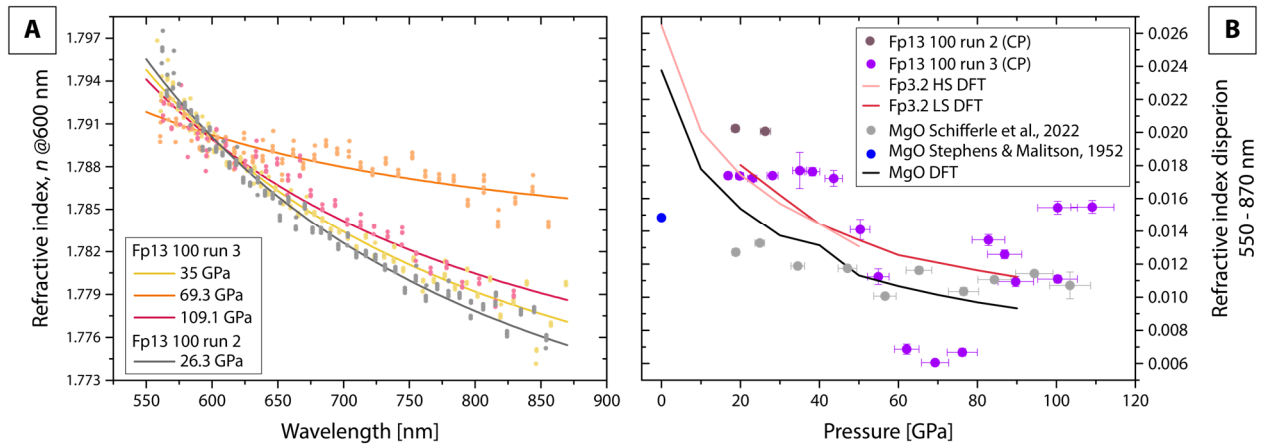 A
1.797
1.794
1.791
1.788
1.785
1.782
1.779
1.776
1.773
Refractive index, n @600 nm
Fp13 100 run 3
35 GPa
69.3 GPa
109.1 GPa
Fp13 100 run 2
26.3 GPa
550 600 650 700 750 800 850 900
Wavelength [nm]
B
Fp13 100 run 2 (CP)
Fp13 100 run 3 (CP)
Fp3.2 HS DFT
Fp3.2 LS DFT
MgO Schifferle et al., 2022
MgO Stephens & Malitson, 1952
MgO DFT
0.026
0.024
0.022
0.020
0.018
0.016
0.014
0.012
0.010
0.008
0.006
Refractive index disperion
550 - 870 nm
0 20 40 60 80 100 120
Pressure [GPa]